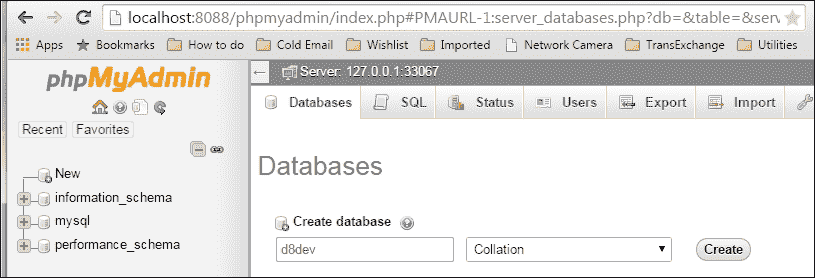 localhost:8088/phpmyadmin/index.php#PMAURL-1:server_databases.php?db=&table=&serv
Apps Bookmarks How to do Cold Email Wishlist Imported Network Camera TransExchange Utilities
phpMyAdmin
Recent Favorites
New
information_schema
mysql
performance_schema
Server: 127.0.0.1:33067
Databases SQL Status Users Export Import
Databases
Create database
d8dev Collation Create